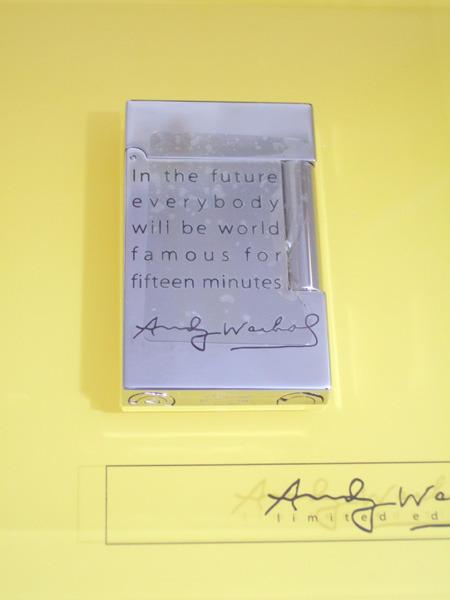 In the future
everybody
will be world
famous for
fifteen minutes
Andy Warhol
Andy Wa
limited ed